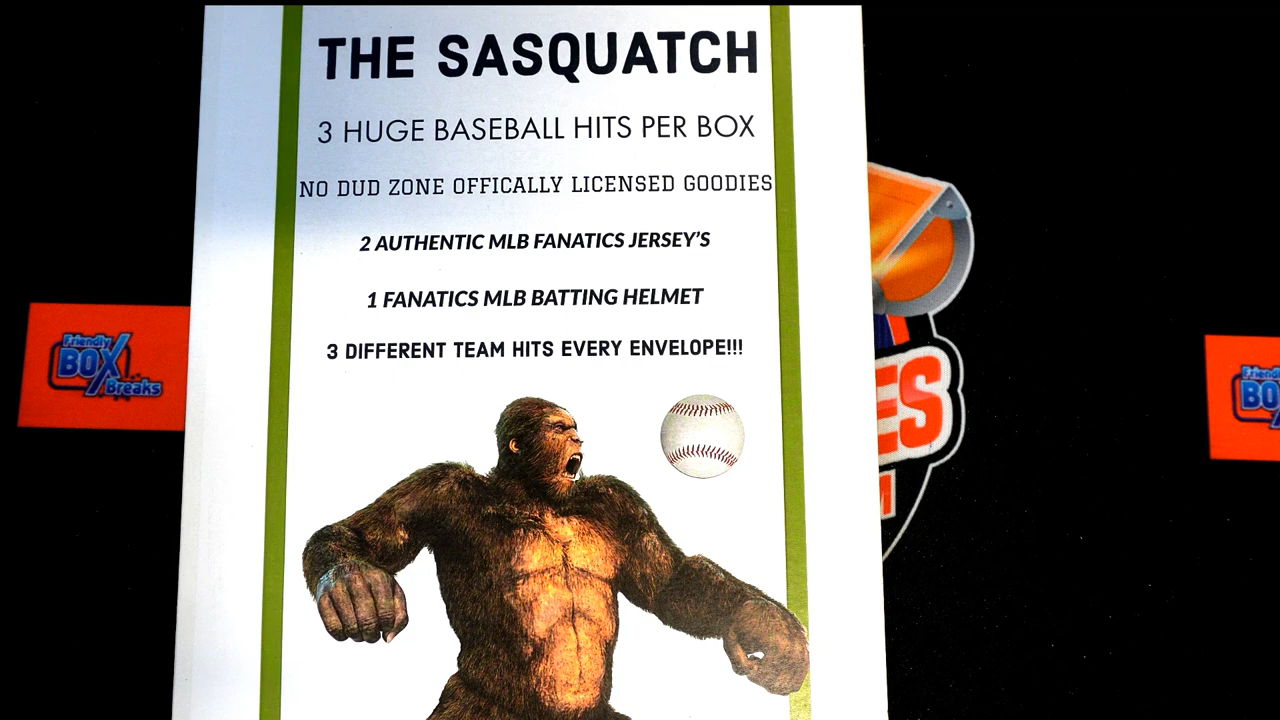 THE SASQUATCH
3 HUGE BASEBALL HITS PER BOX
NO DUD ZONE OFFICALLY LICENSED GOODIES
2 AUTHENTIC MLB FANATICS JERSEY'S
1 FANATICS MLB BATTING HELMET
3 DIFFERENT TEAM HITS EVERY ENVELOPE!!!
Friendly
BOX
Breaks